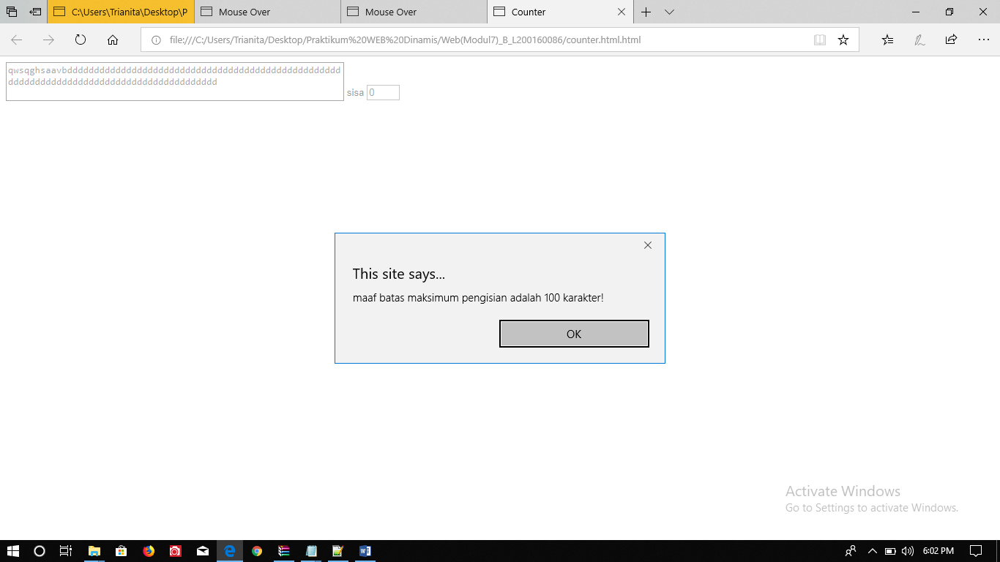 C:\Users\Trianita\Desktop\P
Mouse Over
Mouse Over
Counter
file:///C:/Users/Trianita/Desktop/Praktikum%20WEB%20Dinamis/Web(Modul7)_B_L200160086/counter.html.html
qwsqghsaavbdddddddddddddddddddddddddddddddddddddddddddddddddddd
ddddddddddddddddddddddddddddddddddddddd
sisa 0
This site says...
maaf batas maksimum pengisian adalah 100 karakter!
OK
Activate Windows
Go to Settings to activate Windows.
6:02 PM